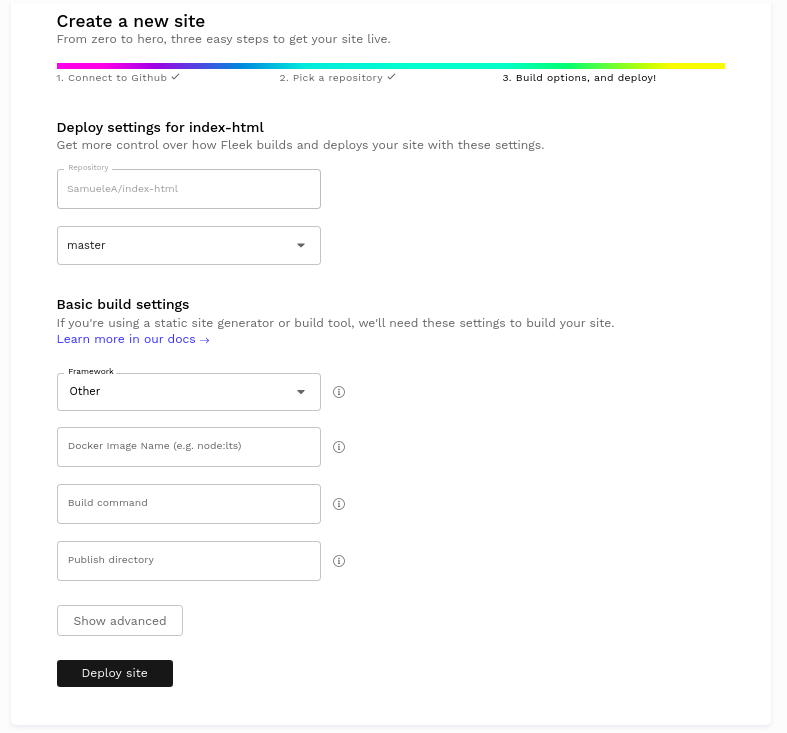 Create a new site
From zero to hero, three easy steps to get your site live.
1. Connect to Github ✓
2. Pick a repository ✓
3. Build options, and deploy!
Deploy settings for index-html
Get more control over how Fleek builds and deploys your site with these settings.
Repository
SamueleA/index-html
master
Basic build settings
If you're using a static site generator or build tool, we'll need these settings to build your site.
Learn more in our docs →
Framework
Other
Docker Image Name (e.g. node:lts)
Build command
Publish directory
Show advanced
Deploy site